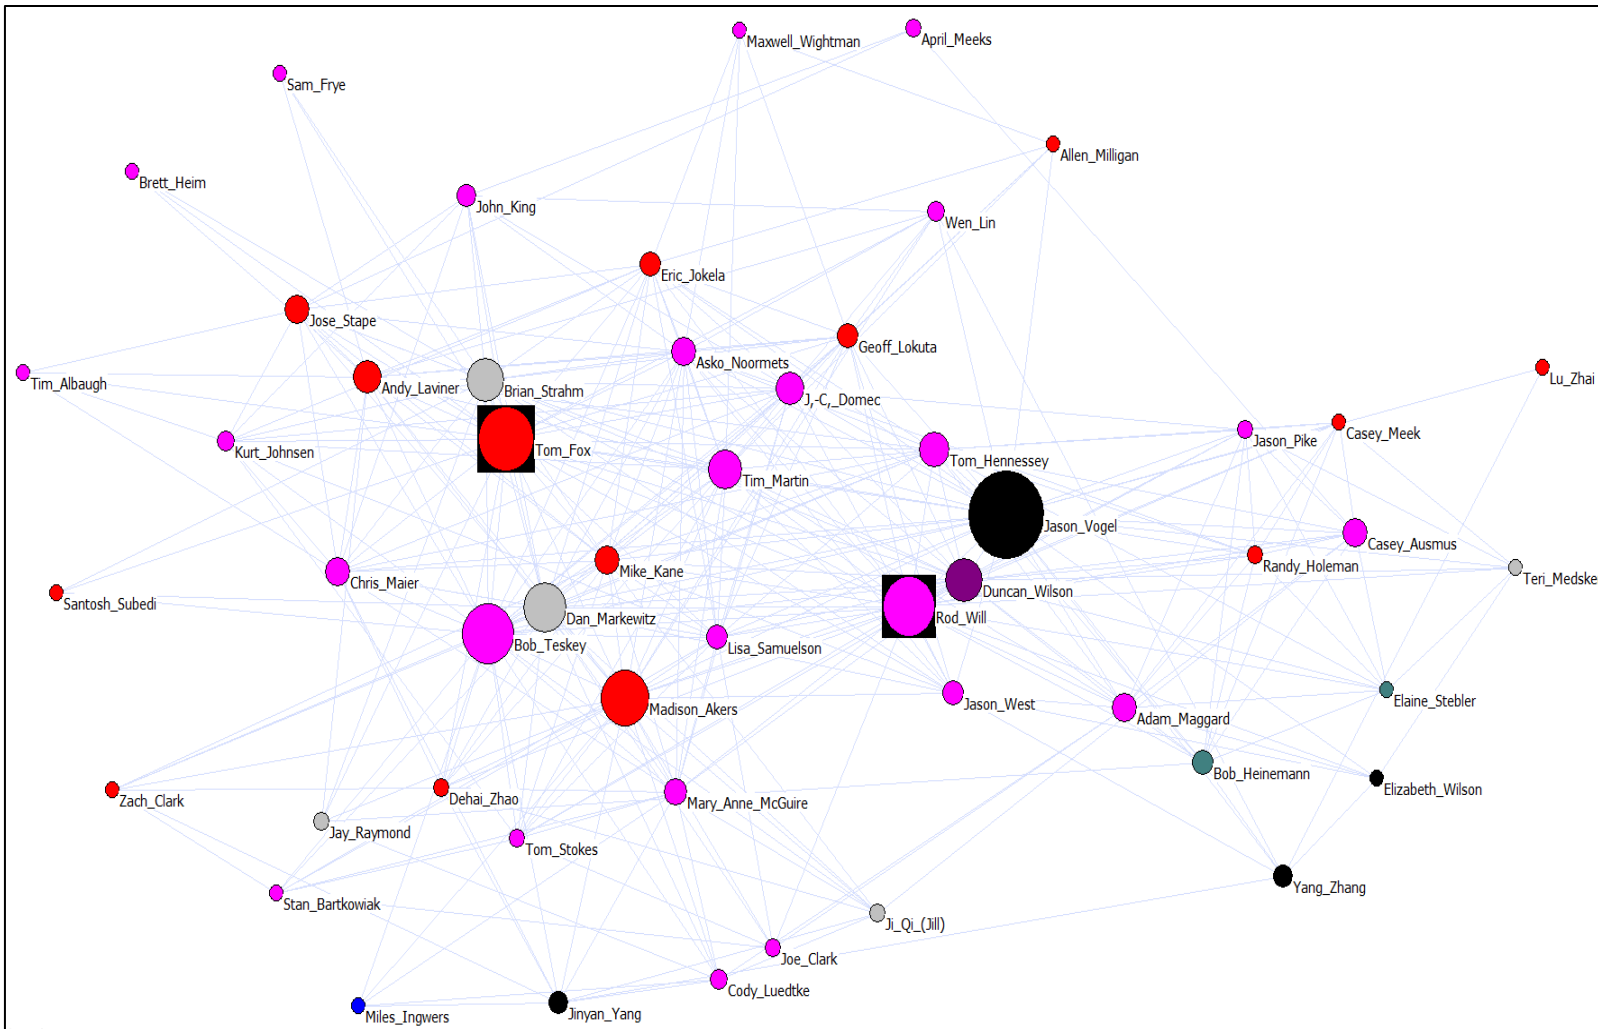 Maxwell_Wightman
April_Meeks
Sam_Frye
Allen_Milligan
Brett_Heim
John_King
Wen_Lin
Eric_Jokela
Jose_Stape
Geoff_Lokuta
Asko_Noormets
Tim_Albaugh
Andy_Laviner
Brian_Strahm
J,-C,_Domec
Lu_Zhai
Kurt_Johnsen
Tom_Fox
Jason_Pike
Casey_Meek
Tim_Martin
Tom_Hennessey
Jason_Vogel
Casey_Ausmus
Chris_Maier
Mike_Kane
Randy_Holeman
Teri_Medske
Santosh_Subedi
Dan_Markewitz
Duncan_Wilson
Rod_Will
Bob_Teskey
Lisa_Samuelson
Madison_Akers
Jason_West
Adam_Maggard
Elaine_Stebler
Bob_Heinemann
Zach_Clark
Dehai_Zhao
Mary_Anne_McGuire
Elizabeth_Wilson
Jay_Raymond
Tom_Stokes
Yang_Zhang
Stan_Bartkowiak
Ji_Qi_(Jill)
Joe_Clark
Cody_Luedtke
Miles_Ingwers
Jinyan_Yang